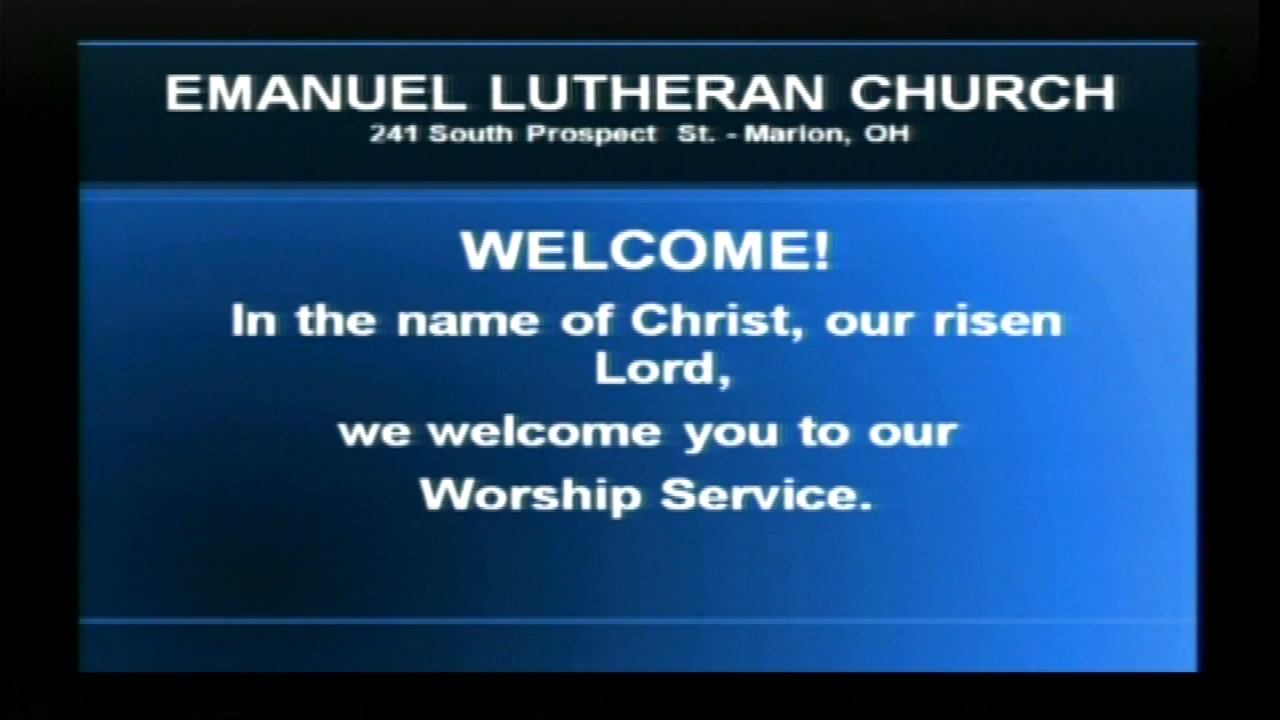 EMANUEL LUTHERAN CHURCH
241 South Prospect St. - Marion, OH
WELCOME!
In the name of Christ, our risen
Lord,
we welcome you to our
Worship Service.